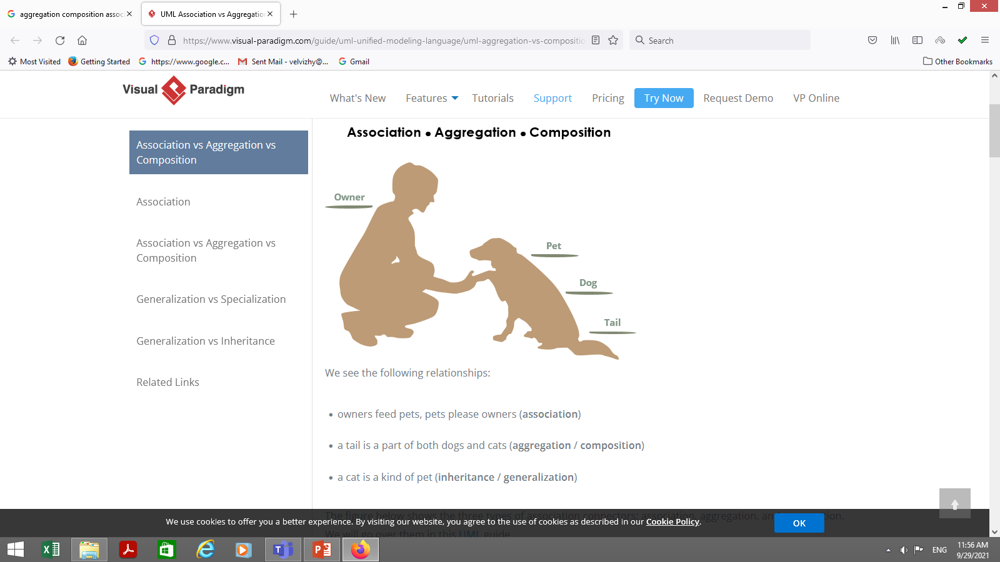 aggregation composition assoc
UML Association vs Aggregatio
https://www.visual-paradigm.com/guide/uml-unified-modeling-language/uml-aggregation-vs-compositio
Search
Most Visited
Getting Started
https://www.google.c...
Sent Mail - velvizhy@...
Gmail
Other Bookmarks
Visual Paradigm
What's New
Features
Tutorials
Support
Pricing
Try Now
Request Demo
VP Online
Association vs Aggregation vs
Composition
Association
Association vs Aggregation vs
Composition
Generalization vs Specialization
Generalization vs Inheritance
Related Links
Association • Aggregation • Composition
Owner
Pet
Dog
Tail
We see the following relationships:
• owners feed pets, pets please owners (association)
• a tail is a part of both dogs and cats (aggregation / composition)
• a cat is a kind of pet (inheritance / generalization)
The figure below shows the three types of association connectors: association, aggregation, an
We will go over them in this UML guide
We use cookies to offer you a better experience. By visiting our website, you agree to the use of cookies as described in our Cookie Policy.
OK
ENG
11:56 AM
9/29/2021